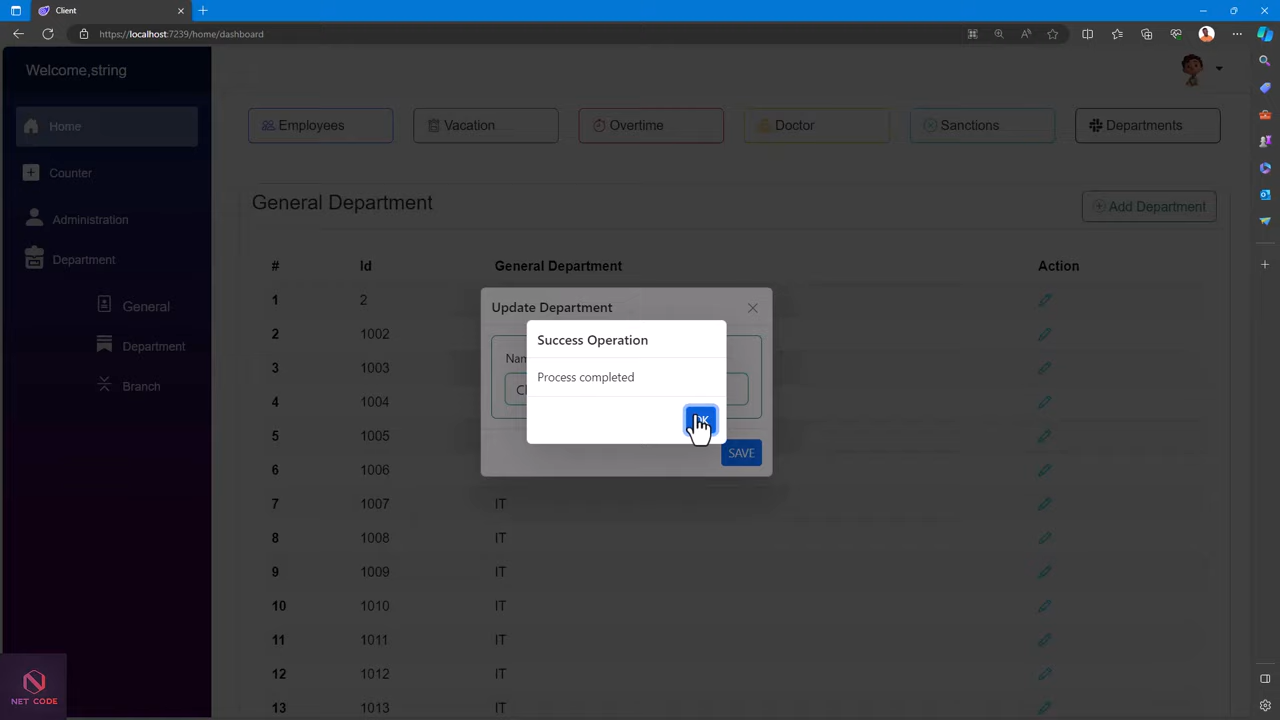 Client
https://localhost:7239/home/dashboard
Welcome,string
Home
Counter
Administration
Department
General
Department
Branch
Employees
Vacation
Overtime
Doctor
Sanctions
Departments
General Department
Add Department
# Id General Department Action
1 2
2 1002
3 1003
4 1004
5 1005
6 1006
7 1007 IT
8 1008 IT
9 1009 IT
10 1010 IT
11 1011 IT
12 1012 IT
13 1013 IT
Update Department
SAVE
Success Operation
Process completed
NET CODE